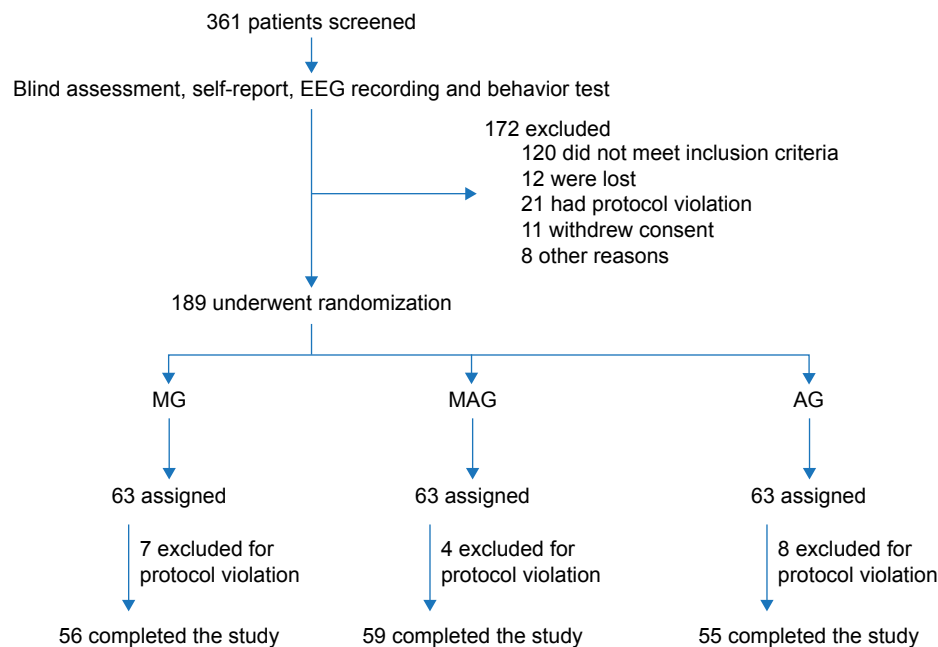 361 patients screened
Blind assessment, self-report, EEG recording and behavior test
172 excluded
120 did not meet inclusion criteria
12 were lost
21 had protocol violation
11 withdrew consent
8 other reasons
189 underwent randomization
MG
MAG
AG
63 assigned
63 assigned
63 assigned
7 excluded for
protocol violation
4 excluded for
protocol violation
8 excluded for
protocol violation
56 completed the study
59 completed the study
55 completed the study